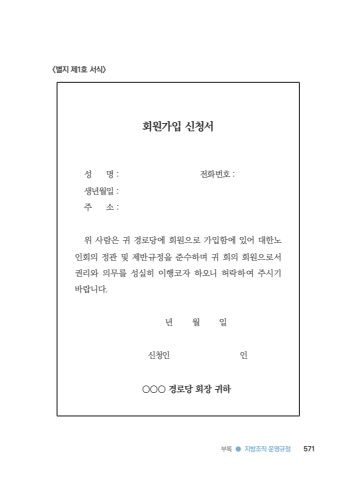 〈별지 제1호 서식〉
회원가입 신청서
성 명 : 전화번호 :
생년월일 :
주 소 :
위 사람은 귀 경로당에 회원으로 가입함에 있어 대한노
인회의 정관 및 제반규정을 준수하며 귀 회의 회원으로서
권리와 의무를 성실히 이행코자 하오니 허락하여 주시기
바랍니다.
년 월 일
신청인 인
○○○ 경로당 회장 귀하
부록 ● 지방조직 운영규정 571